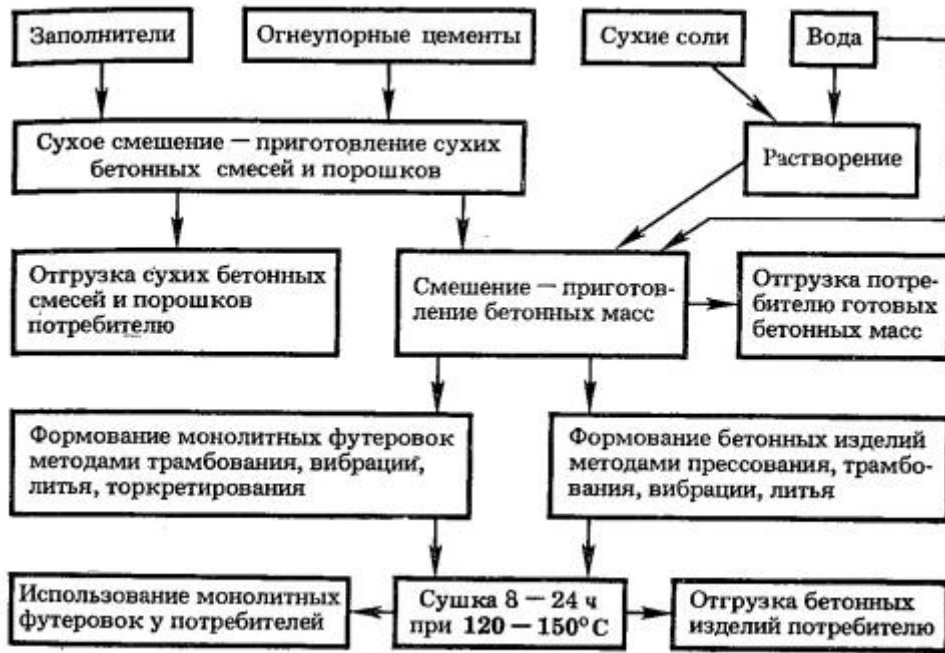 Заполнители
Огнеупорные цементы
Сухие соли
Вода
Сухое смешение — приготовление сухих
бетонных смесей и порошков
Растворение
Отгрузка сухих бетонных
смесей и порошков
потребителю
Смешение — приготов-
ление бетонных масс
Отгрузка потре-
бителю готовых
бетонных масс
Формование монолитных футеровок
методами трамбования, вибрации,
литья, торкретирования
Формование бетонных изделий
методами прессования, трамбо-
вания, вибрации, литья
Использование монолитных
футеровок у потребителей
Сушка 8 — 24 ч
при 120 — 150°С
Отгрузка бетонных
изделий потребителю